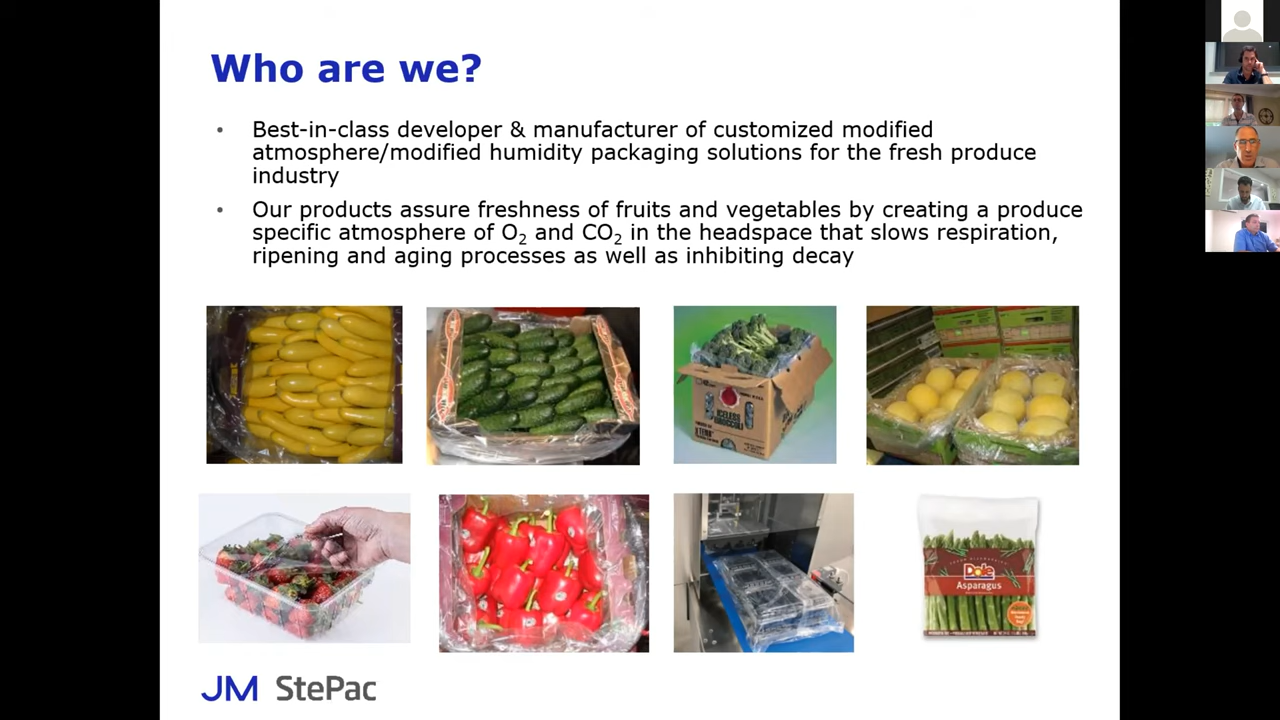 Who are we?
• Best-in-class developer & manufacturer of customized modified
atmosphere/modified humidity packaging solutions for the fresh produce
industry
• Our products assure freshness of fruits and vegetables by creating a produce
specific atmosphere of O₂ and CO₂ in the headspace that slows respiration,
ripening and aging processes as well as inhibiting decay
ICELESS
BROCCOLI
Dole
Asparagus
JM StePac